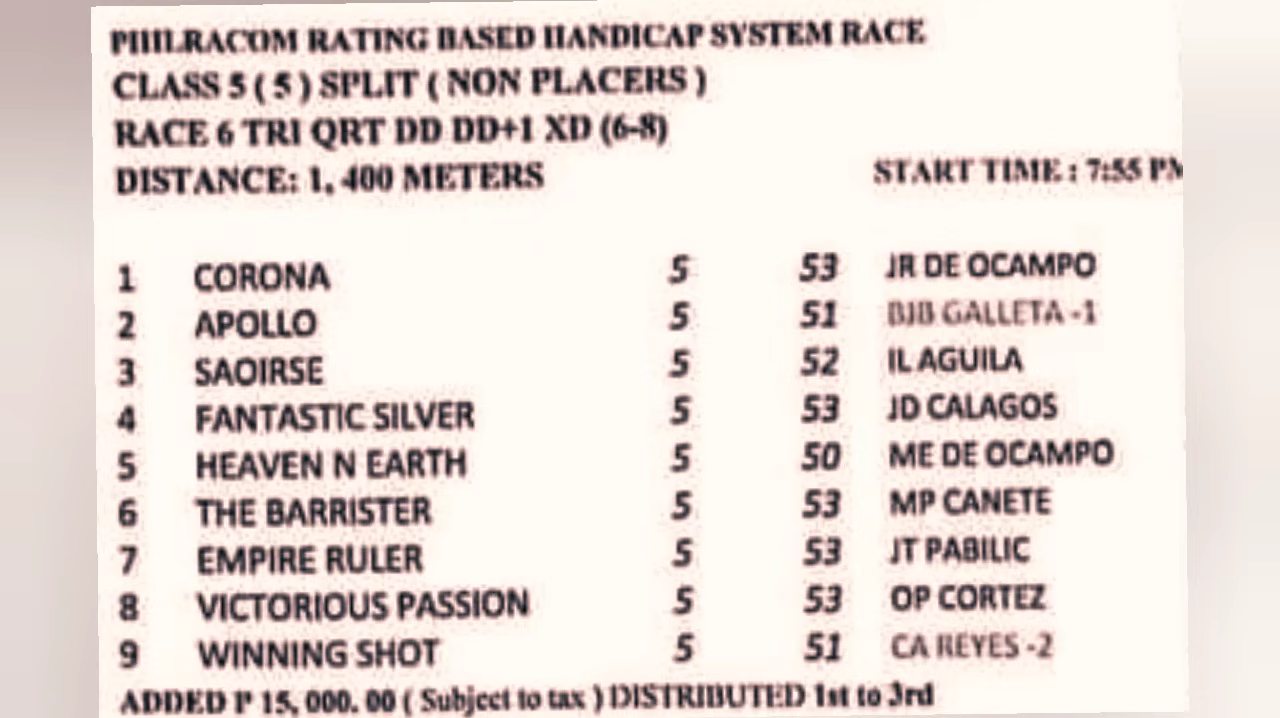 PHILRACOM RATING BASED HANDICAP SYSTEM RACE
CLASS 5 ( 5 ) SPLIT ( NON PLACERS )
RACE 6 TRI QRT DD DD+1 XD (6-8)
DISTANCE: 1, 400 METERS START TIME : 7:55 PM
1 CORONA 5 53 JR DE OCAMPO
2 APOLLO 5 51 BJB GALLETA -1
3 SAOIRSE 5 52 IL AGUILA
4 FANTASTIC SILVER 5 53 JD CALAGOS
5 HEAVEN N EARTH 5 50 ME DE OCAMPO
6 THE BARRISTER 5 53 MP CANETE
7 EMPIRE RULER 5 53 JT PABILIC
8 VICTORIOUS PASSION 5 53 OP CORTEZ
9 WINNING SHOT 5 51 CA REYES -2
ADDED P 15, 000. 00 ( Subject to tax ) DISTRIBUTED 1st to 3rd